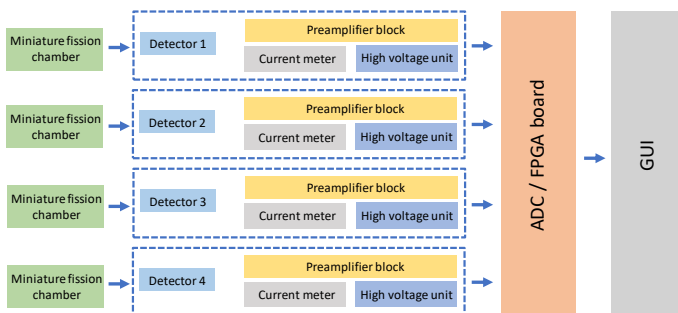 Miniature fission
chamber
Detector 1
Preamplifier block
Current meter
High voltage unit
Miniature fission
chamber
Detector 2
Preamplifier block
Current meter
High voltage unit
Miniature fission
chamber
Detector 3
Preamplifier block
Current meter
High voltage unit
Miniature fission
chamber
Detector 4
Preamplifier block
Current meter
High voltage unit
ADC / FPGA board
GUI